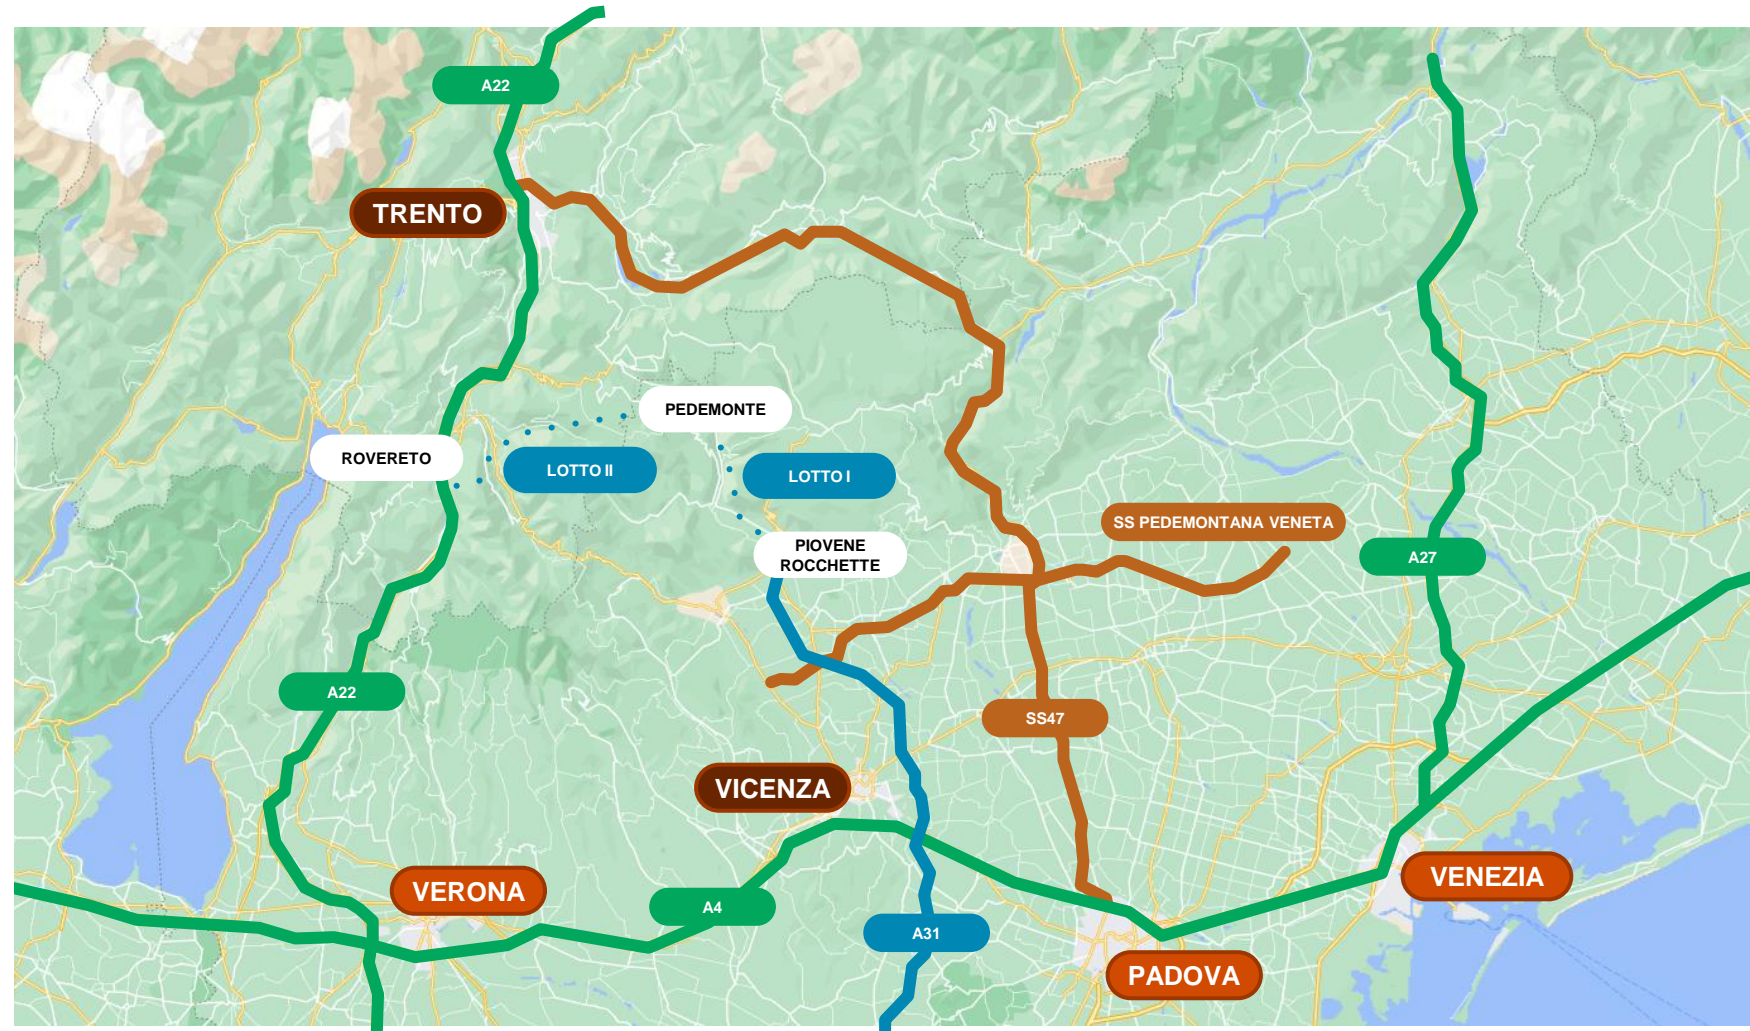 A22
TRENTO
PEDEMONTE
ROVERETO
LOTTO II
LOTTO I
SS PEDEMONTANA VENETA
PIOVENE
ROCCHETTE
A27
A22
SS47
VICENZA
VERONA
VENEZIA
A4
A31
PADOVA